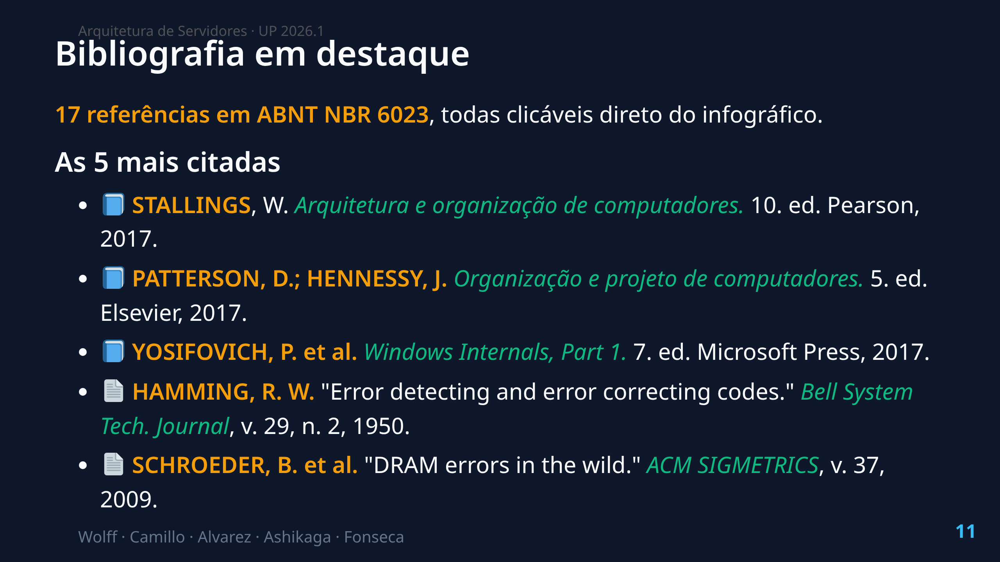 Arquitetura de Servidores · UP 2026.1
Bibliografia em destaque
17 referências em ABNT NBR 6023, todas clicáveis direto do infográfico.
As 5 mais citadas
• 📘 STALLINGS, W. Arquitetura e organização de computadores. 10. ed. Pearson,
2017.
• 📘 PATTERSON, D.; HENNESSY, J. Organização e projeto de computadores. 5. ed.
Elsevier, 2017.
• 📘 YOSIFOVICH, P. et al. Windows Internals, Part 1. 7. ed. Microsoft Press, 2017.
• 📄 HAMMING, R. W. "Error detecting and error correcting codes." Bell System
Tech. Journal, v. 29, n. 2, 1950.
• 📄 SCHROEDER, B. et al. "DRAM errors in the wild." ACM SIGMETRICS, v. 37,
2009.
Wolff · Camillo · Alvarez · Ashikaga · Fonseca
11